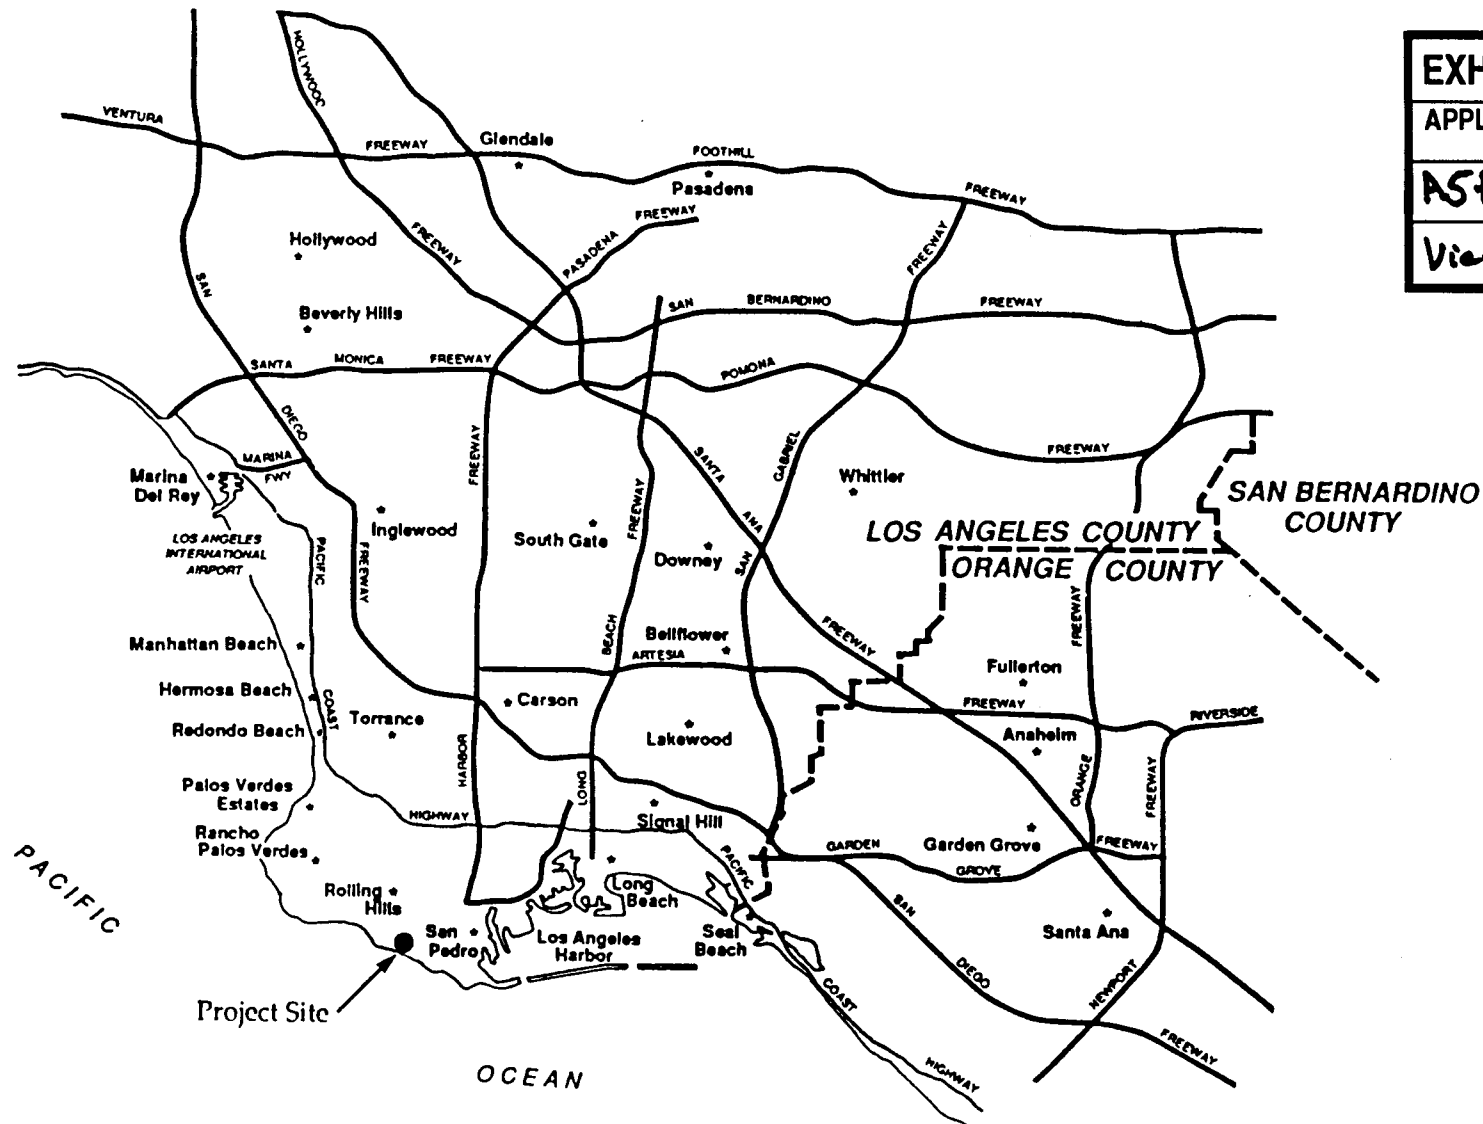 EXH
APPL
A5-
Vie
HOLLYWOOD
VENTURA
FREEWAY
Glendale
FOOTHILL
Pasadena
FREEWAY
FREEWAY
PASADENA
FREEWAY
Hollywood
FREEWAY
SAN
Beverly Hills
SAN
BERNARDINO
FREEWAY
SANTA
MONICA
FREEWAY
POMONA
DIEGO
MARINA
FWY
FREEWAY
FREEWAY
SANTA
GABRIEL
Marina
Del Rey
Whittier
SAN BERNARDINO
COUNTY
LOS ANGELES
INTERNATIONAL
AIRPORT
Inglewood
South Gate
FREEWAY
ANA
LOS ANGELES COUNTY
ORANGE COUNTY
PACIFIC
FREEWAY
Downey
SAN
FREEWAY
Manhattan Beach
BEACH
Bellflower
ARTESIA
FREEWAY
Fullerton
Hermosa Beach
COAST
Carson
FREEWAY
RIVERSIDE
Redondo Beach
Torrance
Lakewood
Anaheim
HARBOR
LONG
ORANGE
FREEWAY
Palos Verdes
Estates
HIGHWAY
Signal Hill
Rancho
Palos Verdes
PACIFIC
GARDEN
GROVE
Garden Grove
FREEWAY
PACIFIC
Rolling
Hills
Long
Beach
SAN
San
Pedro
Los Angeles
Harbor
Seal
Beach
Santa Ana
DIEGO
NEWPORT
COAST
Project Site
FREEWAY
HIGHWAY
OCEAN